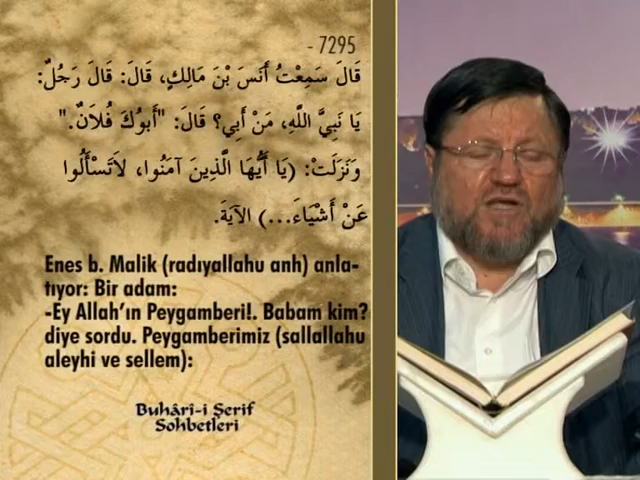 - 7295
قَالَ سَمِعْتُ أَنَسَ بْنَ مَالِكٍ، قَالَ: قَالَ رَجُلٌ:
يَا نَبِيَّ اللَّهِ، مَنْ أَبِي؟ قَالَ: "أَبُوكَ فُلاَنٌ."
وَنَزَلَتْ: (يَا أَيُّهَا الَّذِينَ آمَنُوا، لاَتَسْأَلُوا
عَنْ أَشْيَاءَ...) الآيَةَ.
Enes b. Malik (radıyallahu anh) anla-
tıyor: Bir adam:
-Ey Allah’ın Peygamberi!. Babam kim?
diye sordu. Peygamberimiz (sallallahu
aleyhi ve sellem):
Buhârî-i Şerif
Sohbetleri